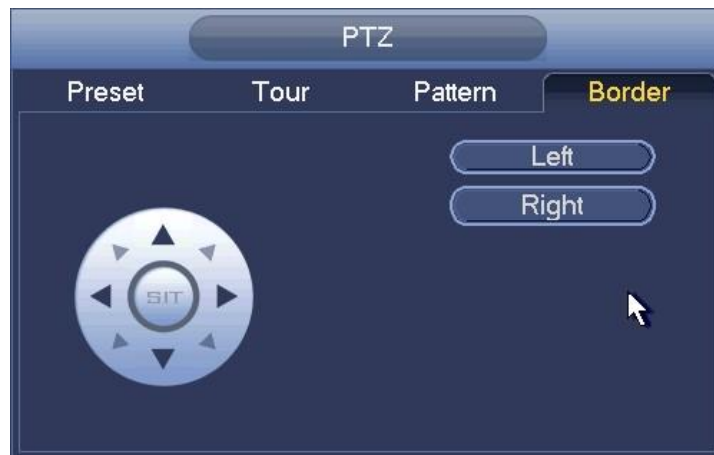 PTZ
Preset Tour Pattern Border
Left
Right
SIT